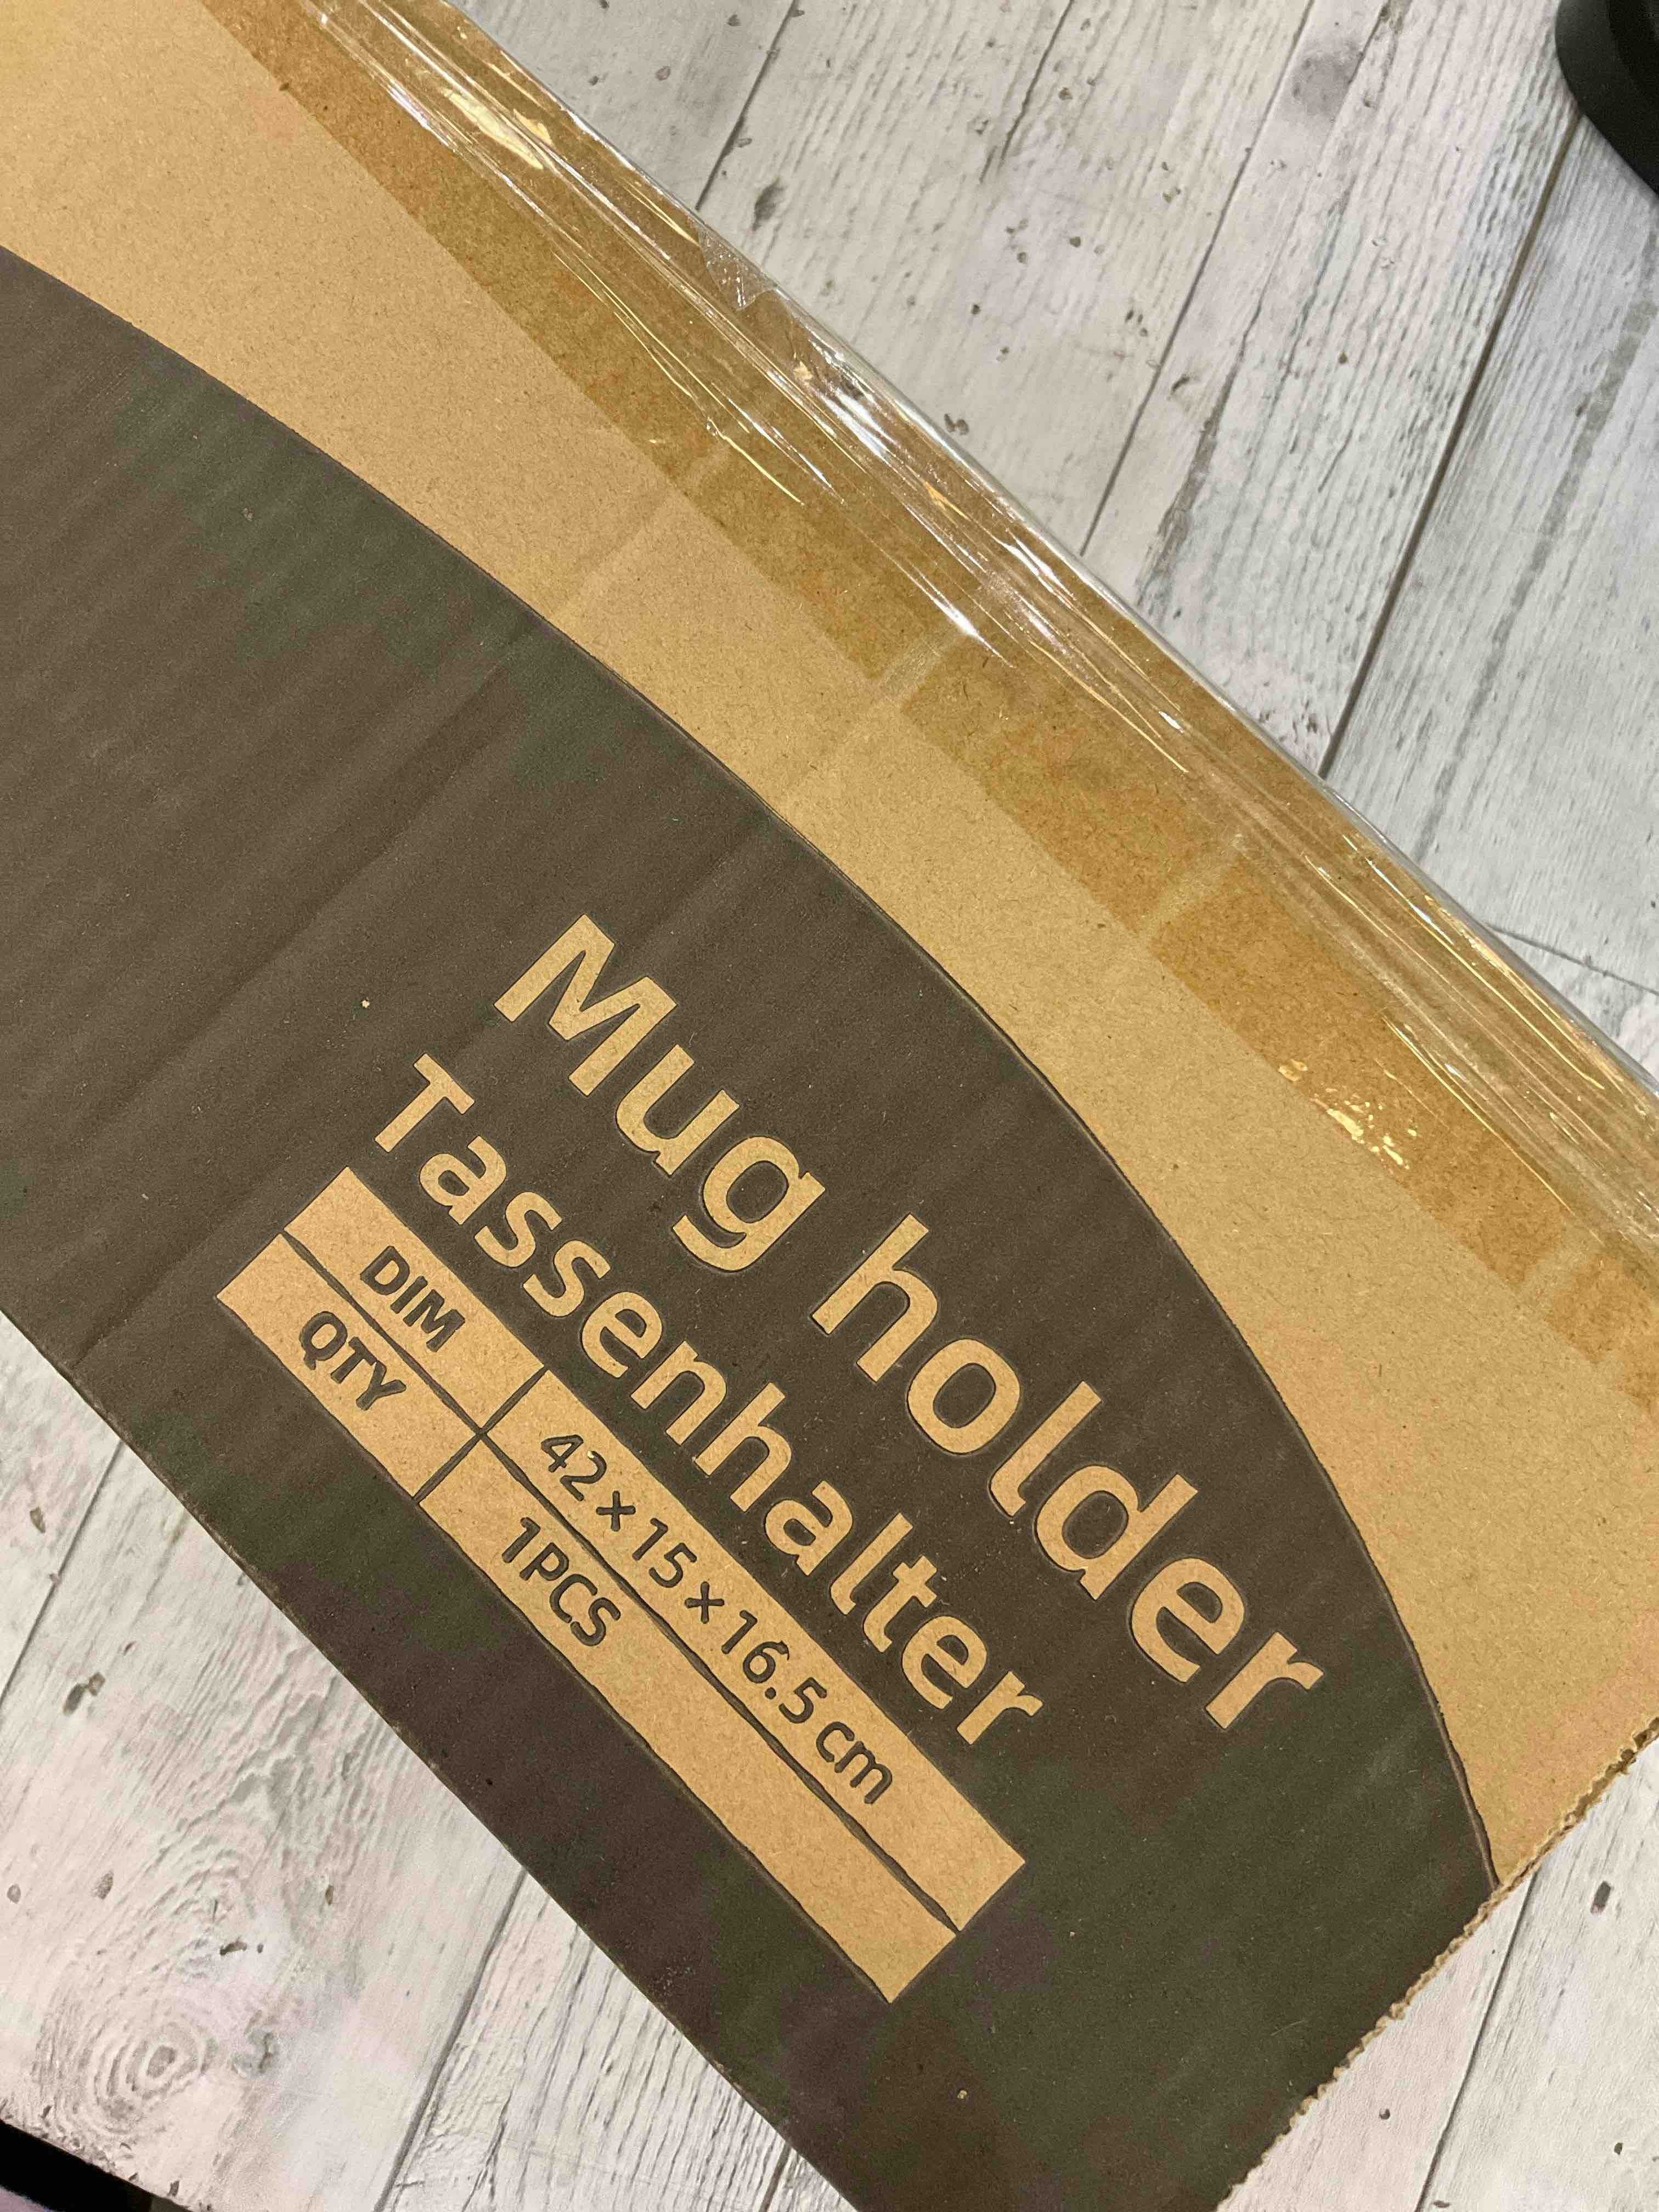 Mug holder
Tassenhalter
DIM 42 × 15 × 16.5 cm
QTY 1PCS